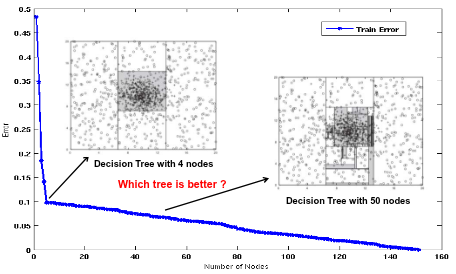 0.5
0.45
0.4
0.35
0.3
0.25
0.2
0.15
0.1
0.05
0
Error
Train Error
Decision Tree with 4 nodes
Which tree is better ?
Decision Tree with 50 nodes
0 20 40 60 80 100 120 140 160
Number of Nodes